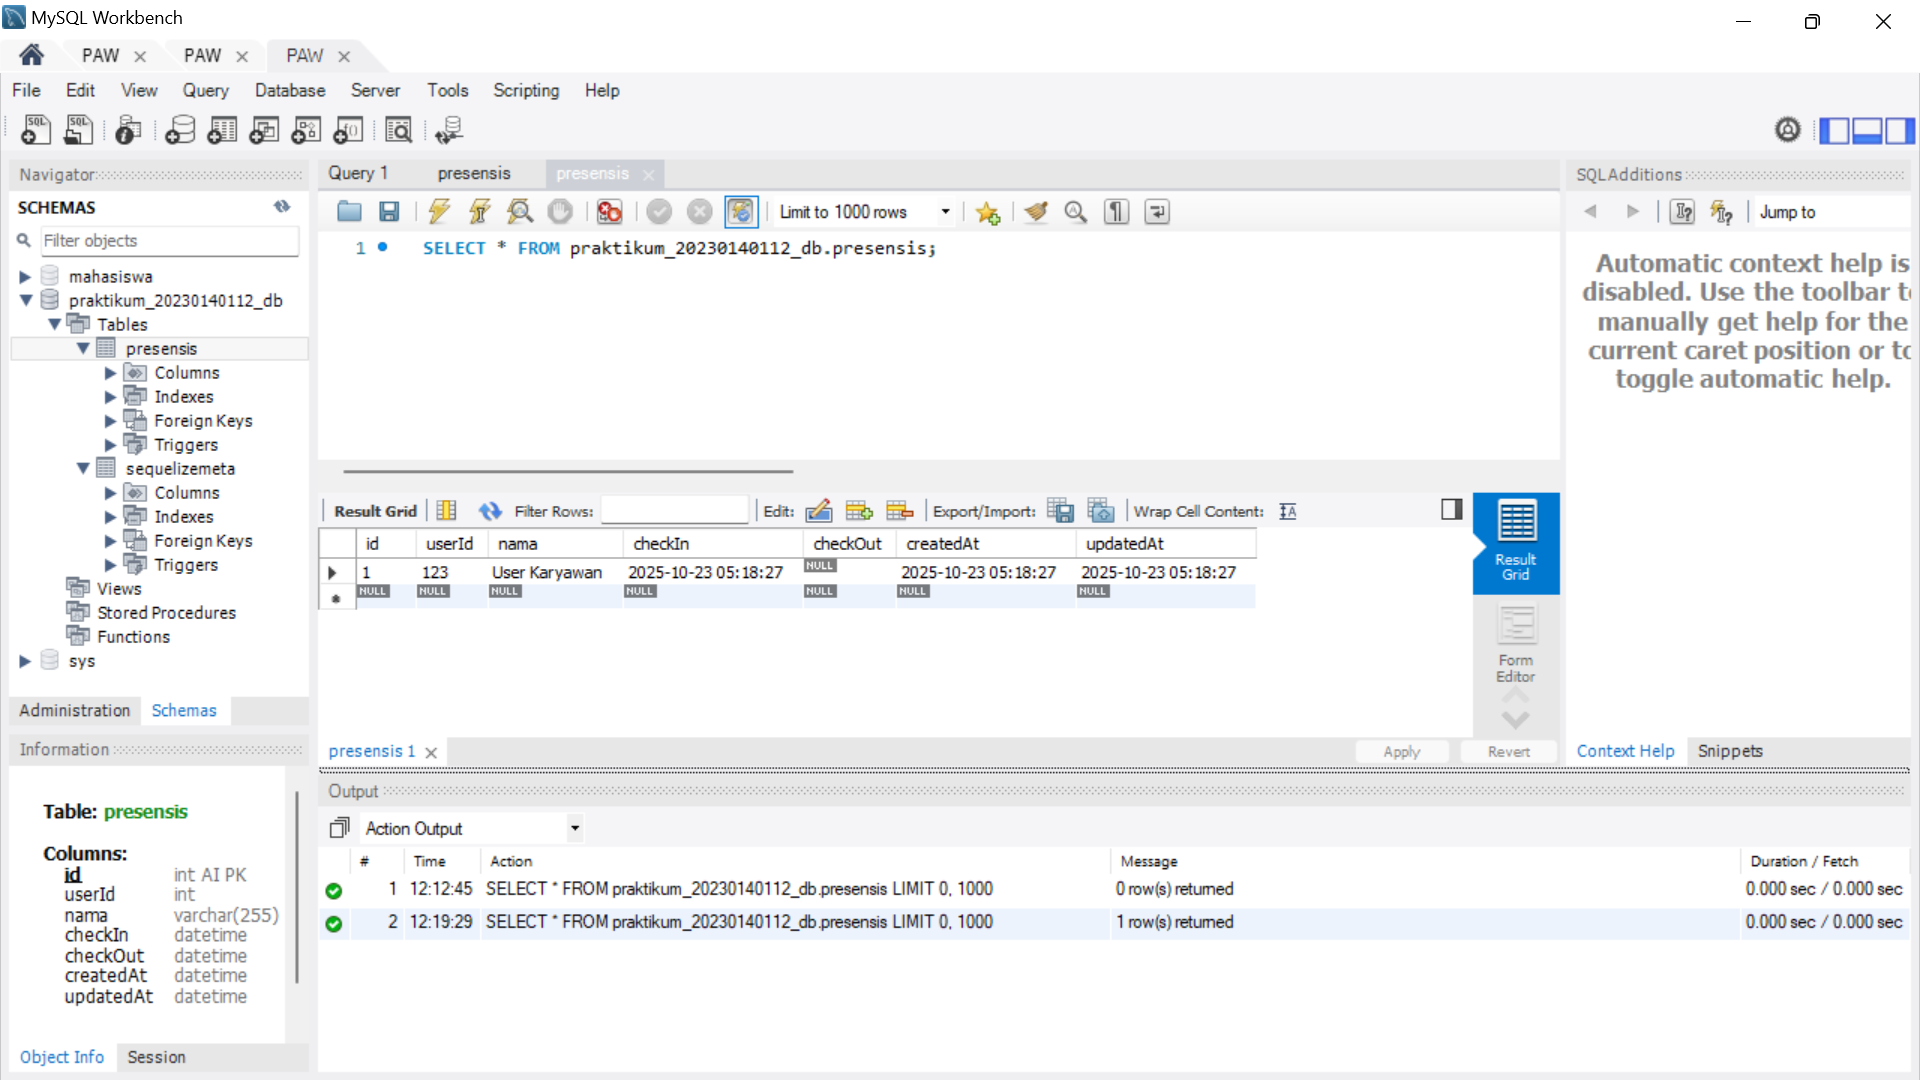 MySQL Workbench
PAW PAW PAW
File Edit View Query Database Server Tools Scripting Help
Navigator
SCHEMAS
Filter objects
mahasiswa
praktikum_20230140112_db
Tables
presensis
Columns
Indexes
Foreign Keys
Triggers
sequelizemeta
Columns
Indexes
Foreign Keys
Triggers
Views
Stored Procedures
Functions
sys
Administration Schemas
Information
Table: presensis
Columns:
id int AI PK
userId int
nama varchar(255)
checkIn datetime
checkOut datetime
createdAt datetime
updatedAt datetime
Object Info Session
Query 1 presensis presensis
Limit to 1000 rows
1 SELECT * FROM praktikum_20230140112_db.presensis;
Result Grid Filter Rows: Edit: Export/Import: Wrap Cell Content:
id userId nama checkIn checkOut createdAt updatedAt
1 123 User Karyawan 2025-10-23 05:18:27 NULL 2025-10-23 05:18:27 2025-10-23 05:18:27
NULL NULL NULL NULL NULL NULL NULL
Result
Grid
Form
Editor
presensis 1 Apply Revert
SQLAdditions
Jump to
Automatic context help is
disabled. Use the toolbar to
manually get help for the
current caret position or to
toggle automatic help.
Context Help Snippets
Output
Action Output
# Time Action Message Duration / Fetch
1 12:12:45 SELECT * FROM praktikum_20230140112_db.presensis LIMIT 0, 1000 0 row(s) returned 0.000 sec / 0.000 sec
2 12:19:29 SELECT * FROM praktikum_20230140112_db.presensis LIMIT 0, 1000 1 row(s) returned 0.000 sec / 0.000 sec